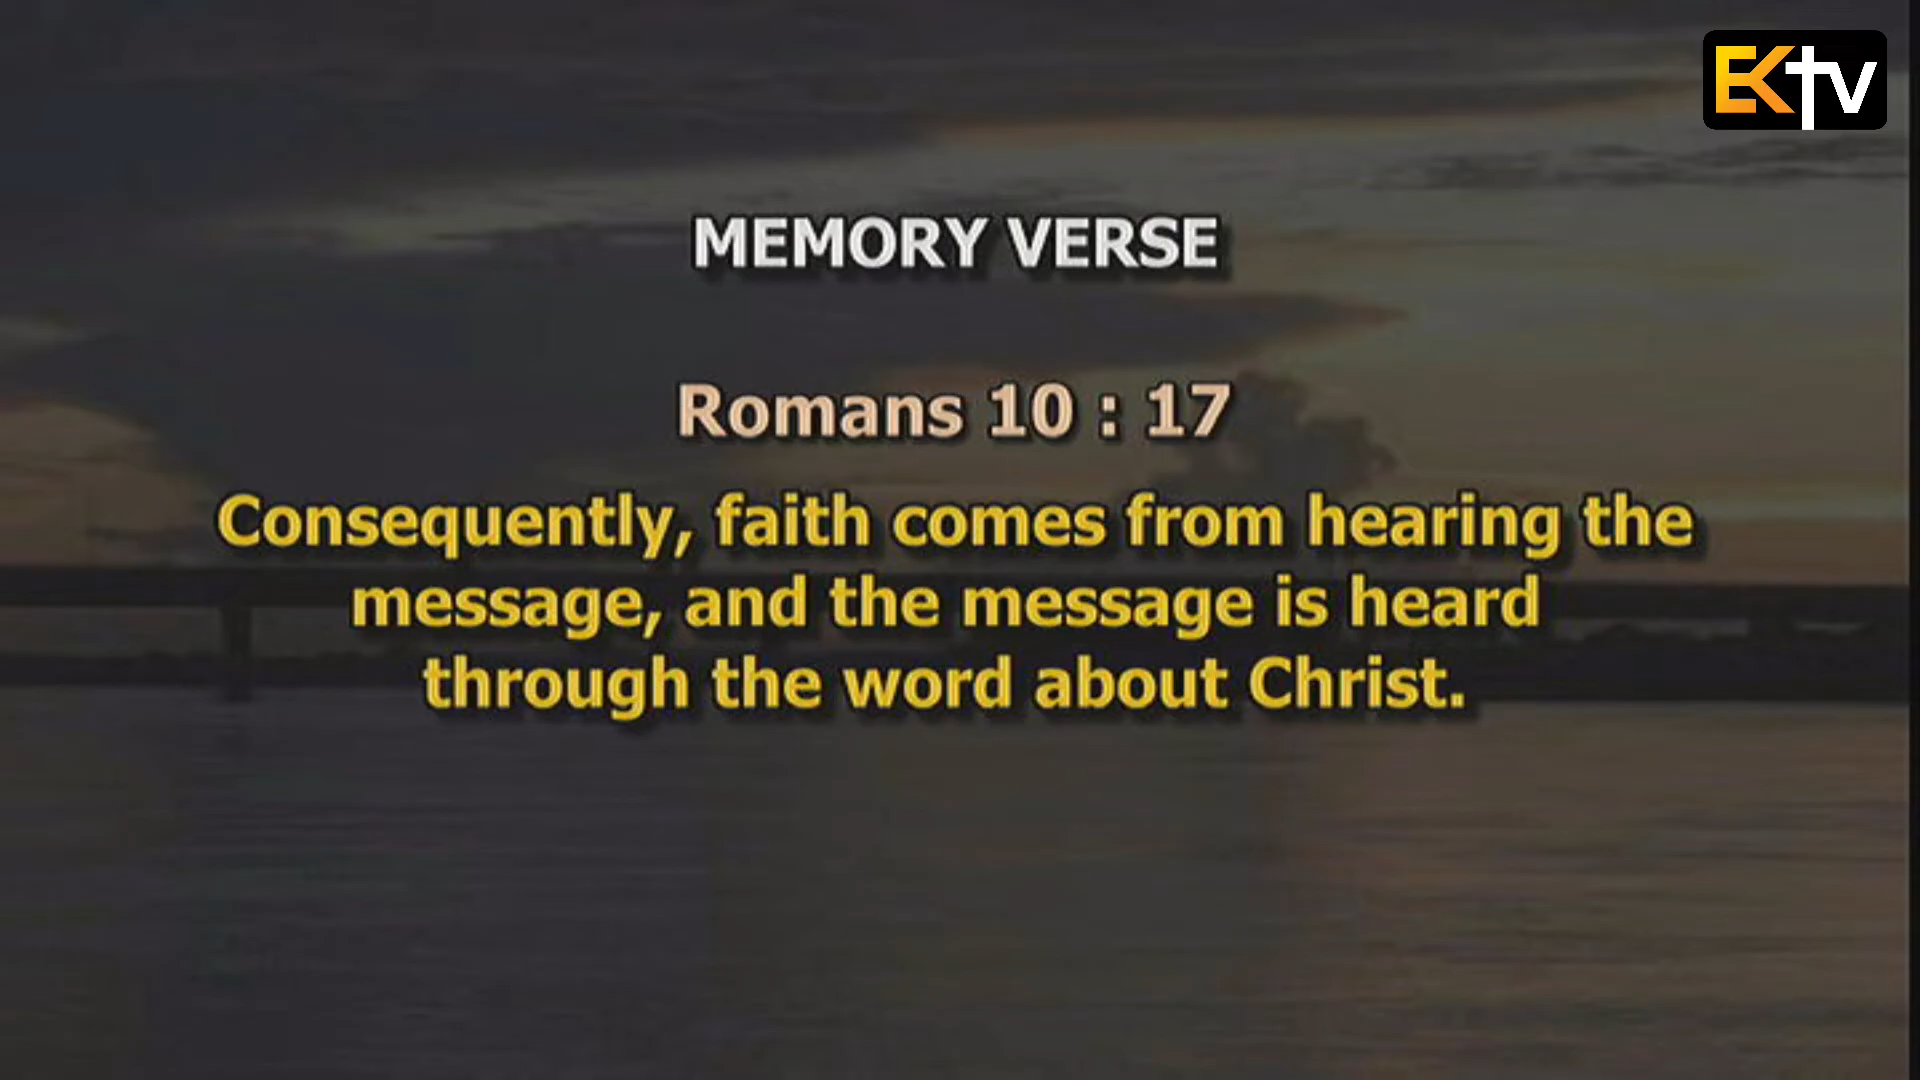 EKTV
MEMORY VERSE
Romans 10 : 17
Consequently, faith comes from hearing the
message, and the message is heard
through the word about Christ.